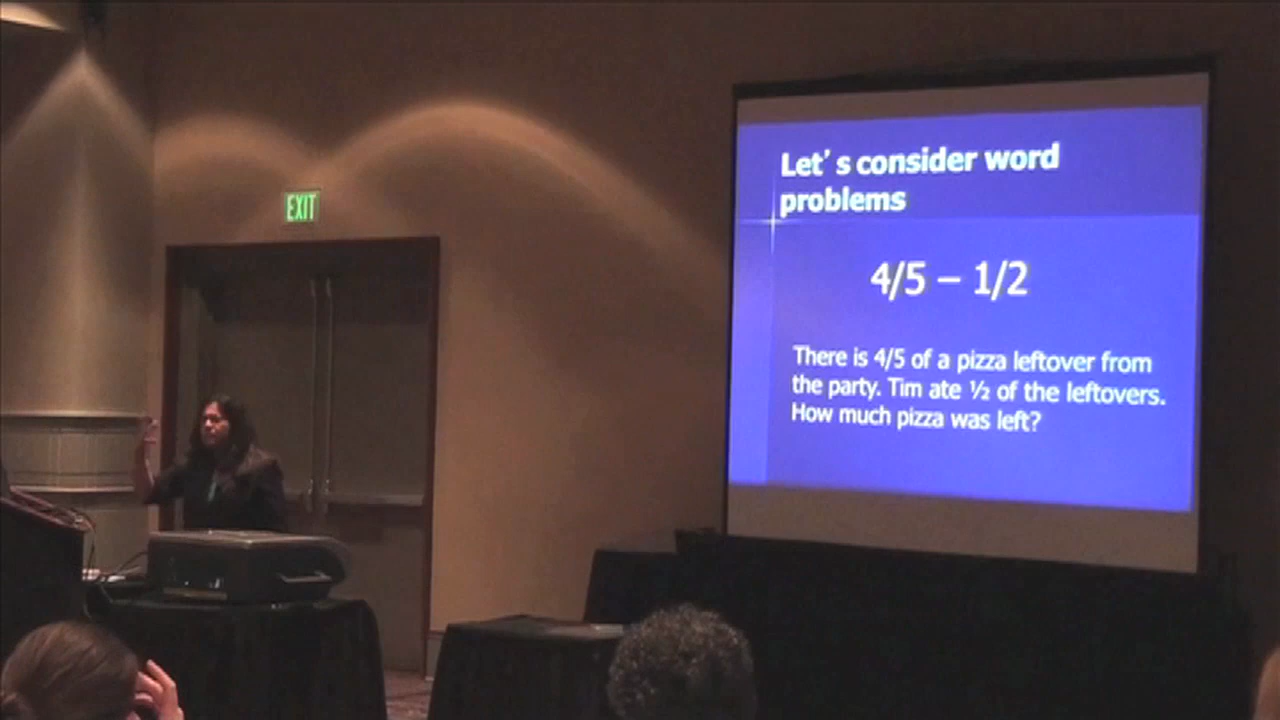 EXIT
Let’s consider word
problems
4/5 – 1/2
There is 4/5 of a pizza leftover from
the party. Tim ate ½ of the leftovers.
How much pizza was left?